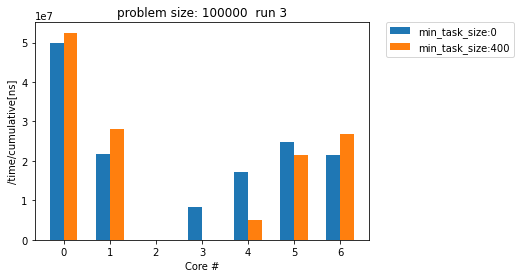 problem size: 100000  run 3
1e7
min_task_size:0
min_task_size:400
5
4
3
2
1
0
/time/cumulative[ns]
0 1 2 3 4 5 6
Core #